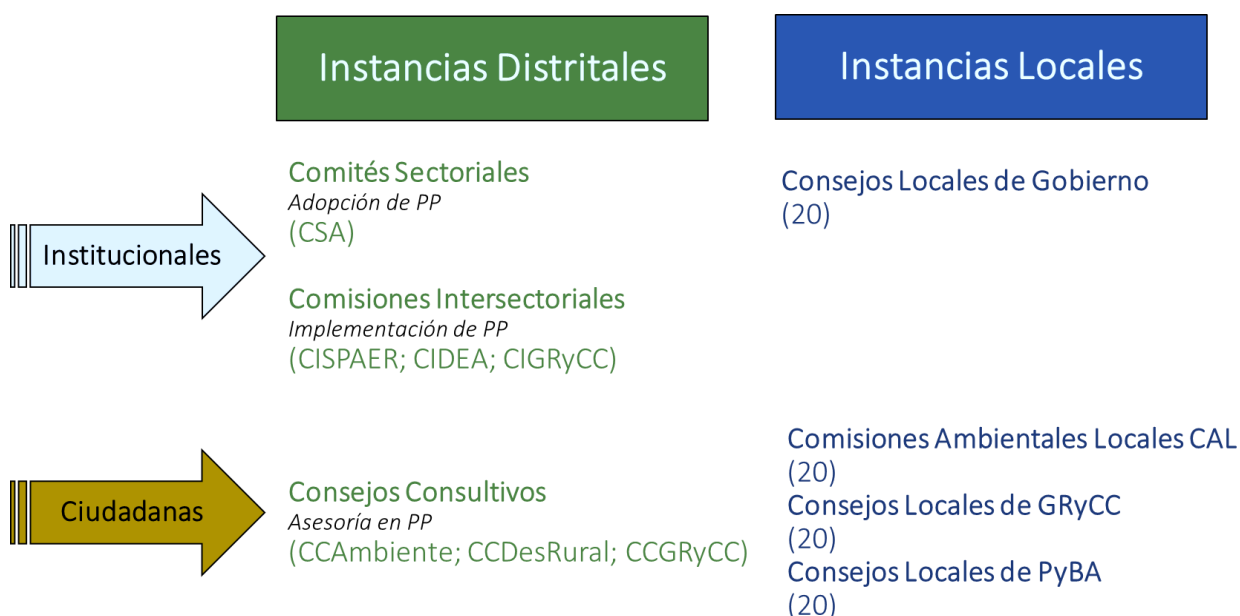 Instancias Distritales
Instancias Locales
Institucionales
Comités Sectoriales
Adopción de PP
(CSA)
Comisiones Intersectoriales
Implementación de PP
(CISPAER; CIDEA; CIGRyCC)
Consejos Locales de Gobierno
(20)
Ciudadanas
Consejos Consultivos
Asesoría en PP
(CCAmbiente; CCDesRural; CCGRyCC)
Comisiones Ambientales Locales CAL
(20)
Consejos Locales de GRyCC
(20)
Consejos Locales de PyBA
(20)